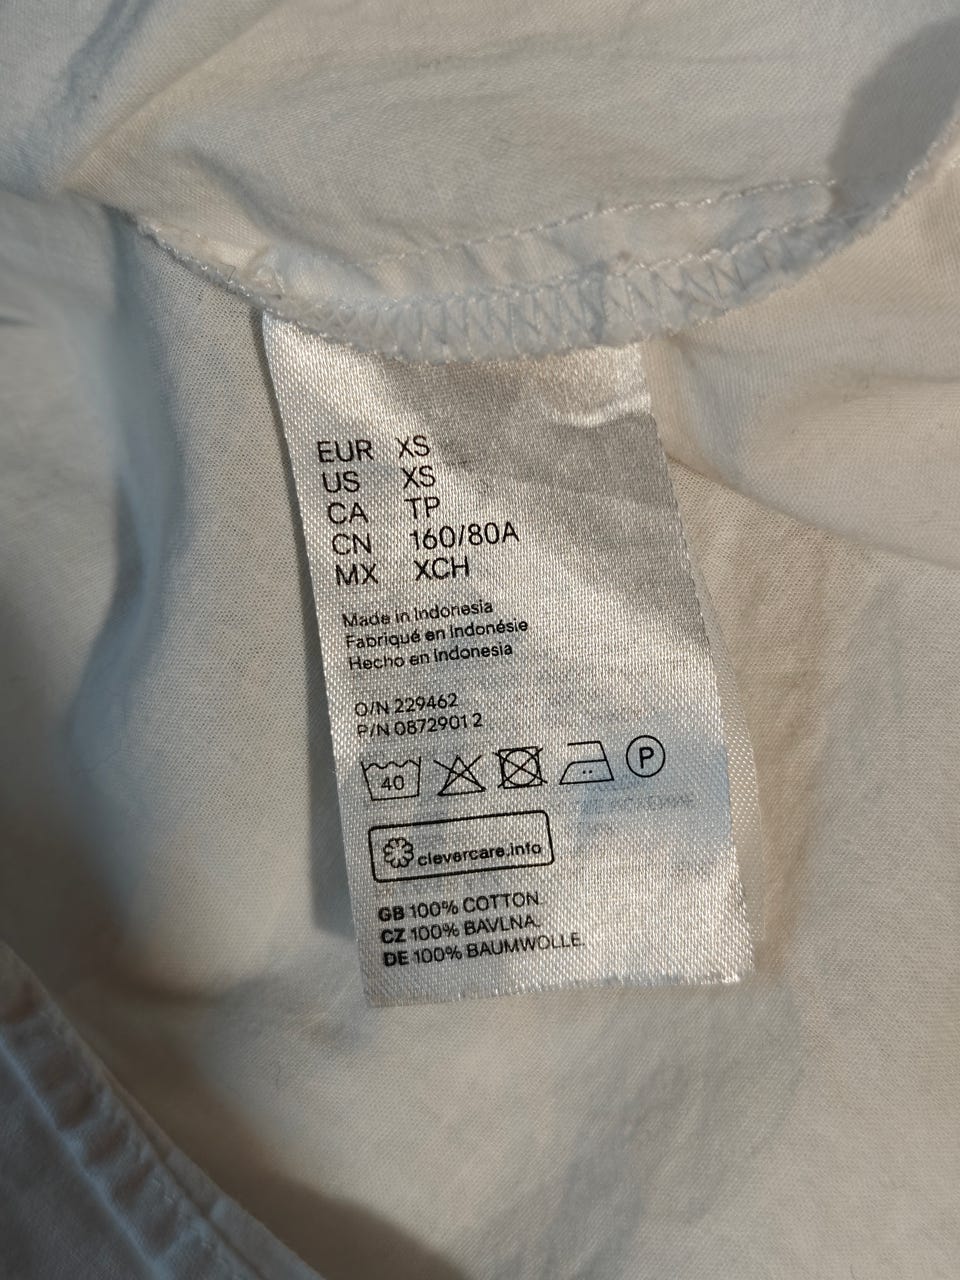 EUR XS
US XS
CA TP
CN 160/80A
MX XCH
Made in Indonesia
Fabriqué en Indonésie
Hecho en Indonesia
O/N 229462
P/N 08729012
40 P
clevercare.info
GB 100% COTTON.
CZ 100% BAVLNA.
DE 100% BAUMWOLLE.